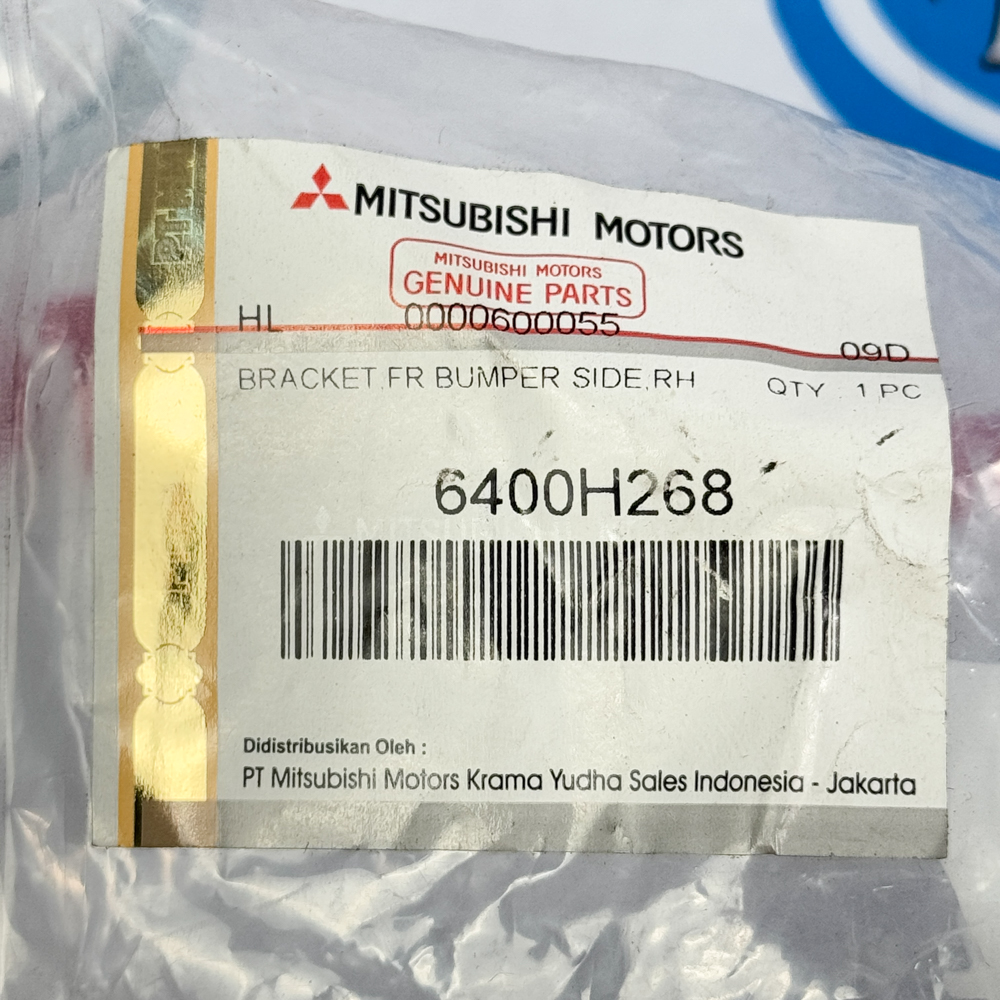 MITSUBISHI MOTORS
MITSUBISHI MOTORS
GENUINE PARTS
HL 0000600055
09D
BRACKET,FR BUMPER SIDE,RH QTY : 1 PC
6400H268
Didistribusikan Oleh :
PT Mitsubishi Motors Krama Yudha Sales Indonesia - Jakarta